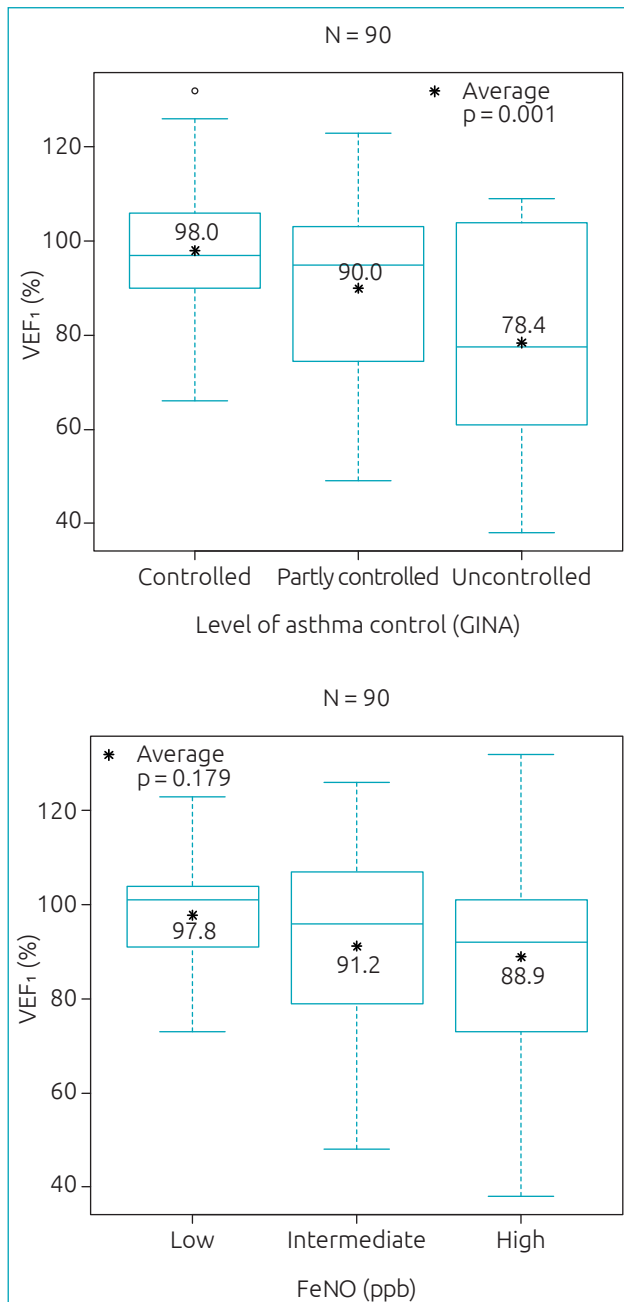 N = 90
* Average
p = 0.001
120
100
80
60
40
VEF₁ (%)
98.0
90.0
78.4
Controlled
Partly controlled
Uncontrolled
Level of asthma control (GINA)
N = 90
* Average
p = 0.179
120
100
80
60
40
VEF₁ (%)
97.8
91.2
88.9
Low
Intermediate
High
FeNO (ppb)